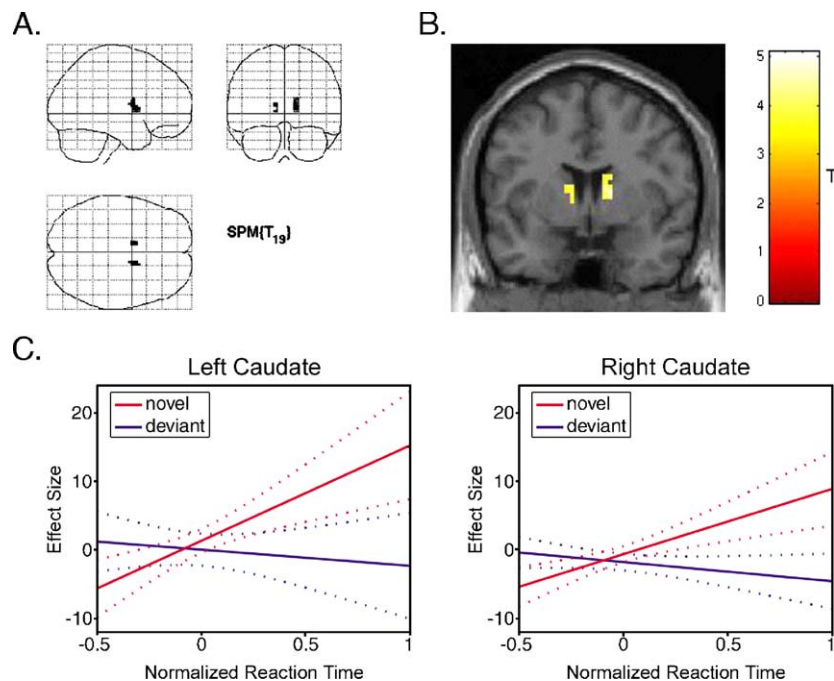 A.
SPM{T19}
B.
5
4
3
2
1
0
T
C.
Left Caudate
novel
deviant
20
10
0
-10
Effect Size
-0.5
0
0.5
1
Normalized Reaction Time
Right Caudate
novel
deviant
20
10
0
-10
Effect Size
-0.5
0
0.5
1
Normalized Reaction Time